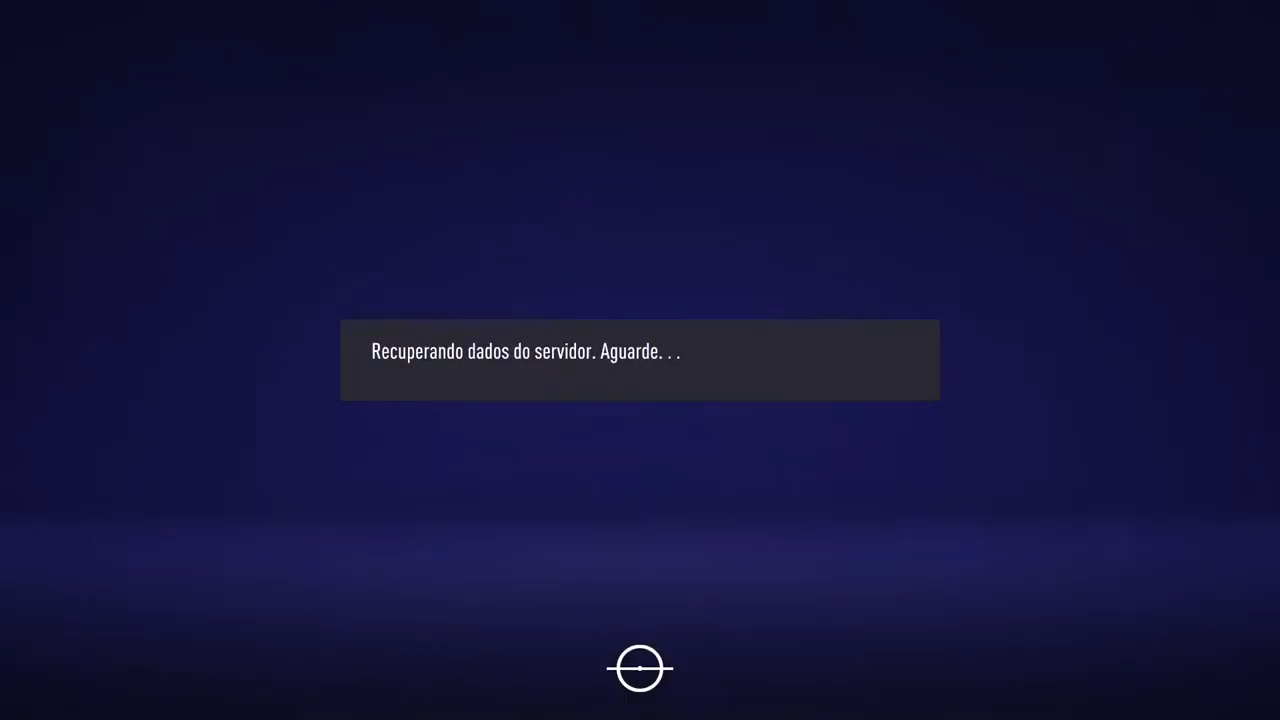 Recuperando dados do servidor. Aguarde. . .